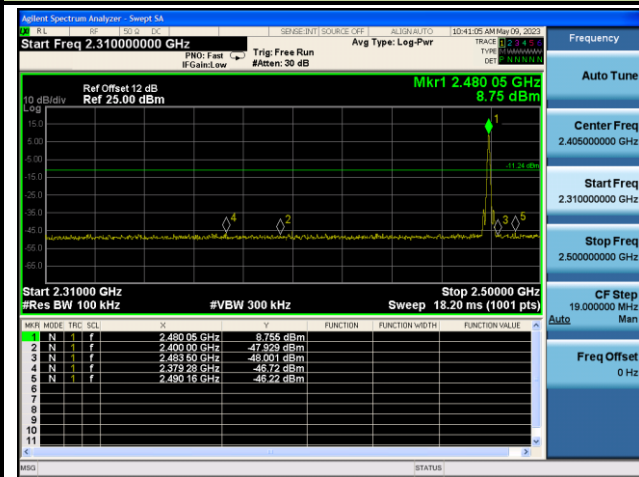 Agilent Spectrum Analyzer - Swept SA
RL RF 50 Ω DC SENSE:INT SOURCE OFF ALIGNAUTO 10:41:05 AM May 09, 2023
Start Freq 2.310000000 GHz
PNO: Fast
IFGain:Low
Trig: Free Run
#Atten: 30 dB
Avg Type: Log-Pwr
TRACE 1 2 3 4 5 6
TYPE
DET P N N N N N
Mkr1 2.480 05 GHz
8.75 dBm
Ref Offset 12 dB
10 dB/div Ref 25.00 dBm
Log
15.0
5.00
-5.00
-15.0
-25.0
-35.0
-45.0
-55.0
-65.0
-11.24 dBm
1
2
3
4
5
Start 2.31000 GHz Stop 2.50000 GHz
#Res BW 100 kHz #VBW 300 kHz Sweep 18.20 ms (1001 pts)
MKR MODE TRC SCL X Y FUNCTION FUNCTION WIDTH FUNCTION VALUE
1 N 1 f 2.480 05 GHz 8.755 dBm
2 N 1 f 2.400 00 GHz -47.929 dBm
3 N 1 f 2.483 50 GHz -48.001 dBm
4 N 1 f 2.379 28 GHz -46.72 dBm
5 N 1 f 2.490 16 GHz -46.22 dBm
6
7
8
9
10
11
MSG STATUS
Frequency
Auto Tune
Center Freq
2.405000000 GHz
Start Freq
2.310000000 GHz
Stop Freq
2.500000000 GHz
CF Step
19.000000 MHz
Auto Man
Freq Offset
0 Hz